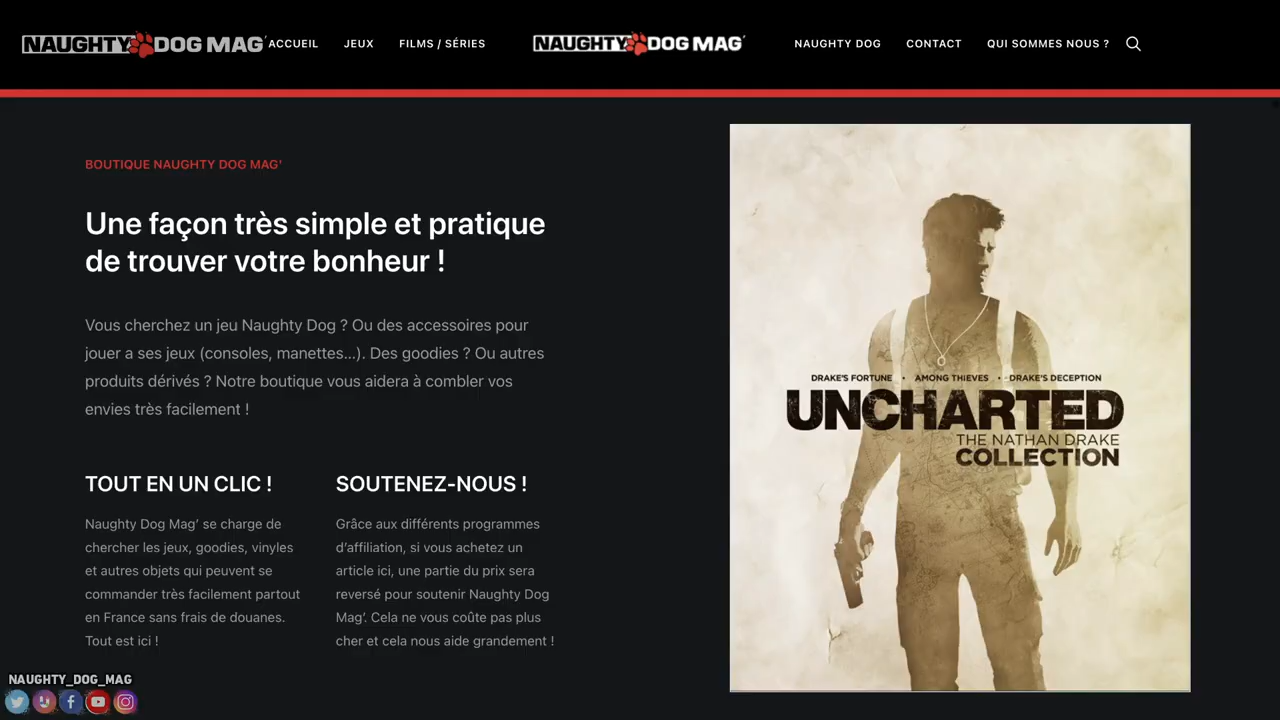 NAUGHTY DOG MAG'
ACCUEIL
JEUX
FILMS / SÉRIES
NAUGHTY DOG MAG'
NAUGHTY DOG
CONTACT
QUI SOMMES NOUS ?
BOUTIQUE NAUGHTY DOG MAG'
Une façon très simple et pratique
de trouver votre bonheur !
Vous cherchez un jeu Naughty Dog ? Ou des accessoires pour
jouer a ses jeux (consoles, manettes...). Des goodies ? Ou autres
produits dérivés ? Notre boutique vous aidera à combler vos
envies très facilement !
TOUT EN UN CLIC !
Naughty Dog Mag’ se charge de
chercher les jeux, goodies, vinyles
et autres objets qui peuvent se
commander très facilement partout
en France sans frais de douanes.
Tout est ici !
SOUTENEZ-NOUS !
Grâce aux différents programmes
d’affiliation, si vous achetez un
article ici, une partie du prix sera
reversé pour soutenir Naughty Dog
Mag’. Cela ne vous coûte pas plus
cher et cela nous aide grandement !
DRAKE'S FORTUNE • AMONG THIEVES • DRAKE'S DECEPTION
UNCHARTED
THE NATHAN DRAKE
COLLECTION
NAUGHTY_DOG_MAG